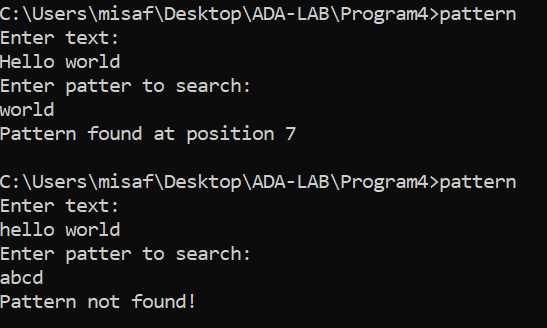 C:\Users\misaf\Desktop\ADA-LAB\Program4>pattern
Enter text:
Hello world
Enter patter to search:
world
Pattern found at position 7
C:\Users\misaf\Desktop\ADA-LAB\Program4>pattern
Enter text:
hello world
Enter patter to search:
abcd
Pattern not found!